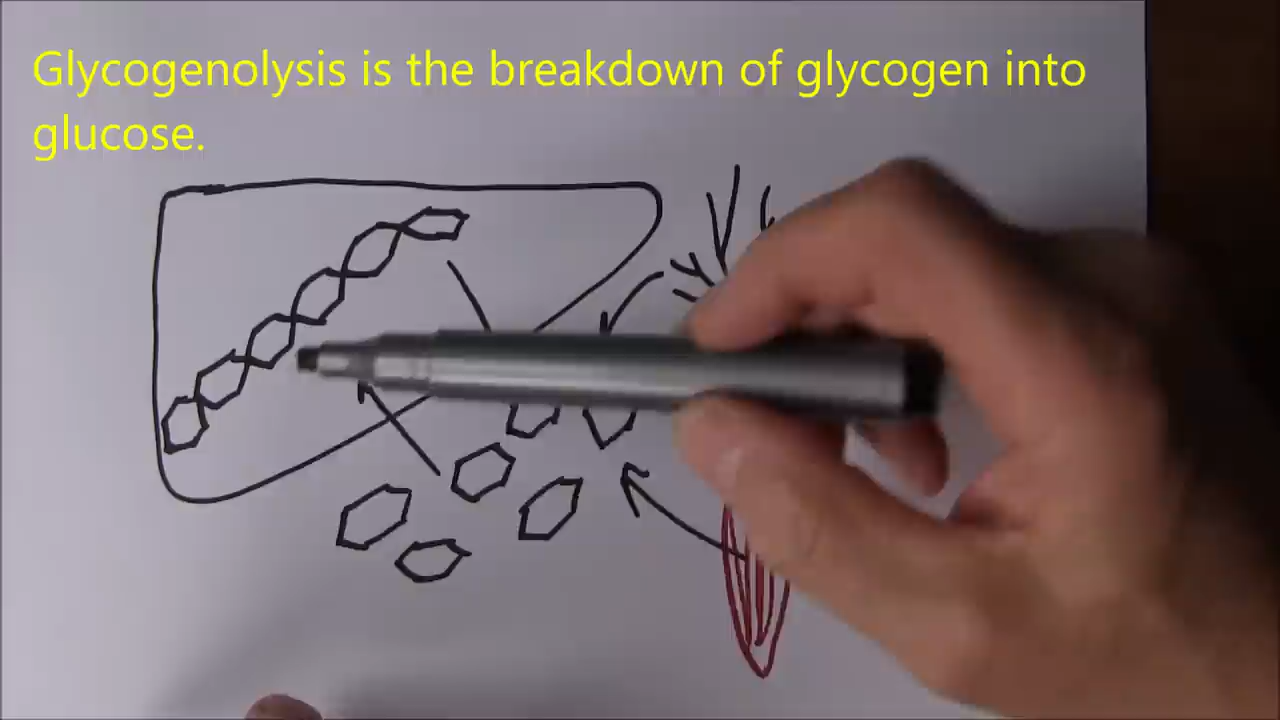 Glycogenolysis is the breakdown of glycogen into
glucose.